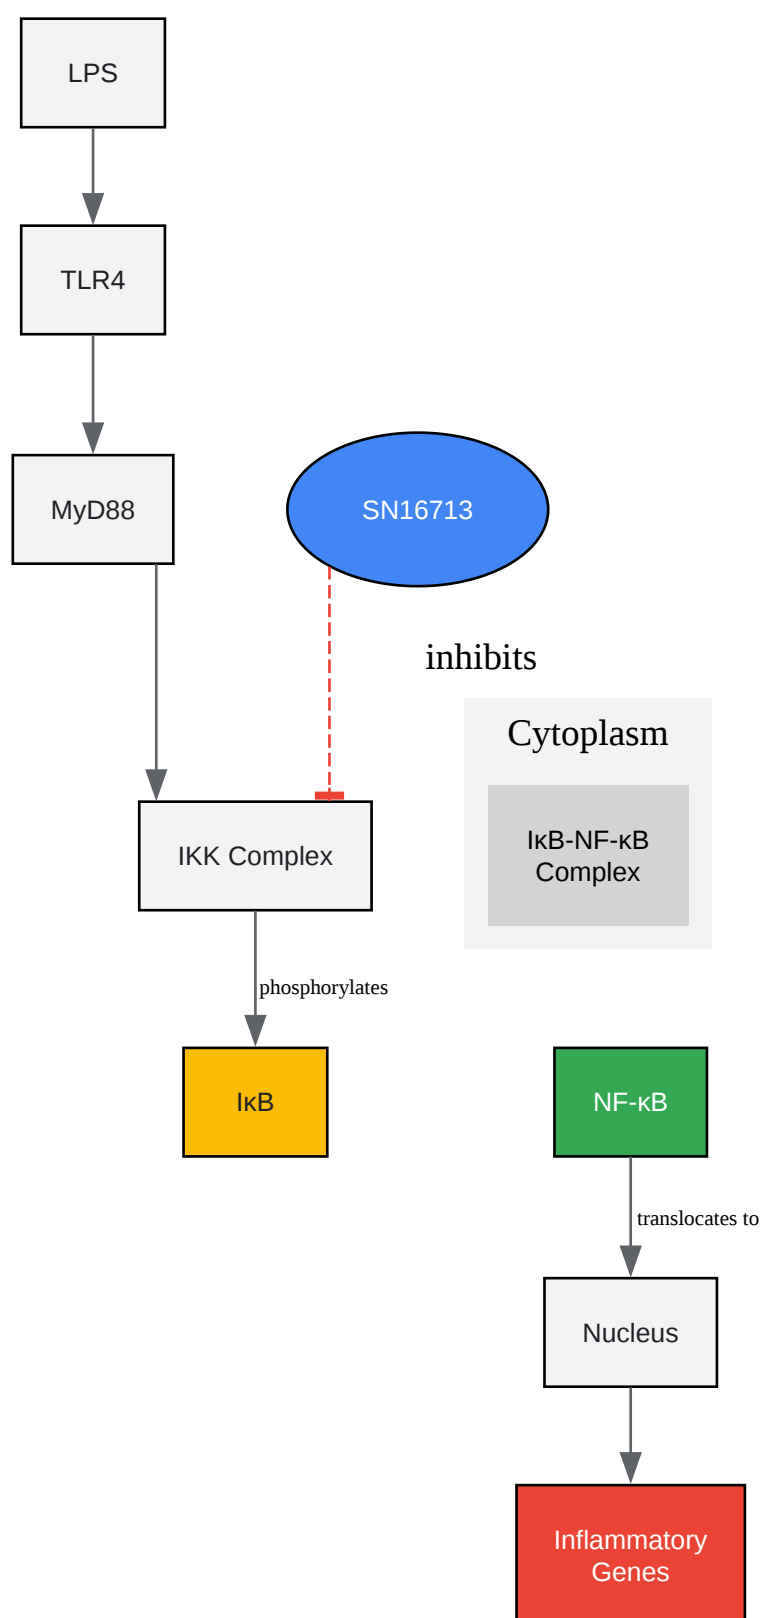 LPS
TLR4
MyD88
SN16713
inhibits
Cytoplasm
IκB-NF-κB
Complex
IKK Complex
phosphorylates
IκB
NF-κB
translocates to
Nucleus
Inflammatory
Genes